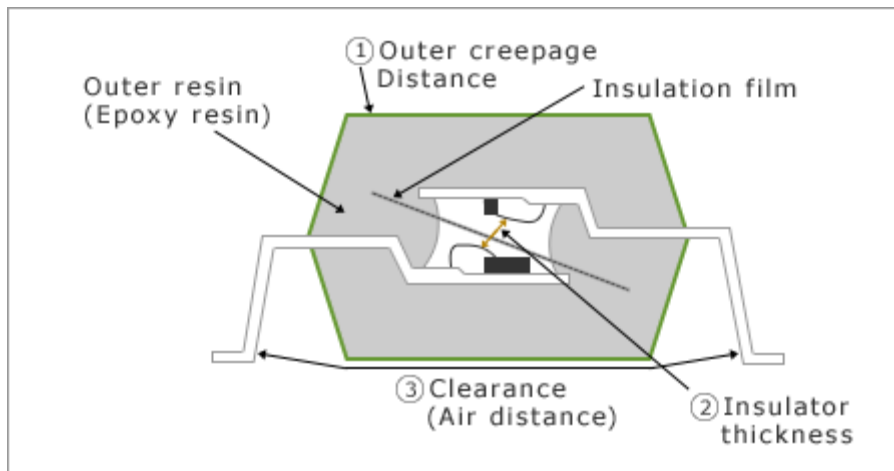 ①Outer creepage
Distance
Outer resin
(Epoxy resin)
Insulation film
③Clearance
(Air distance)
②Insulator
thickness